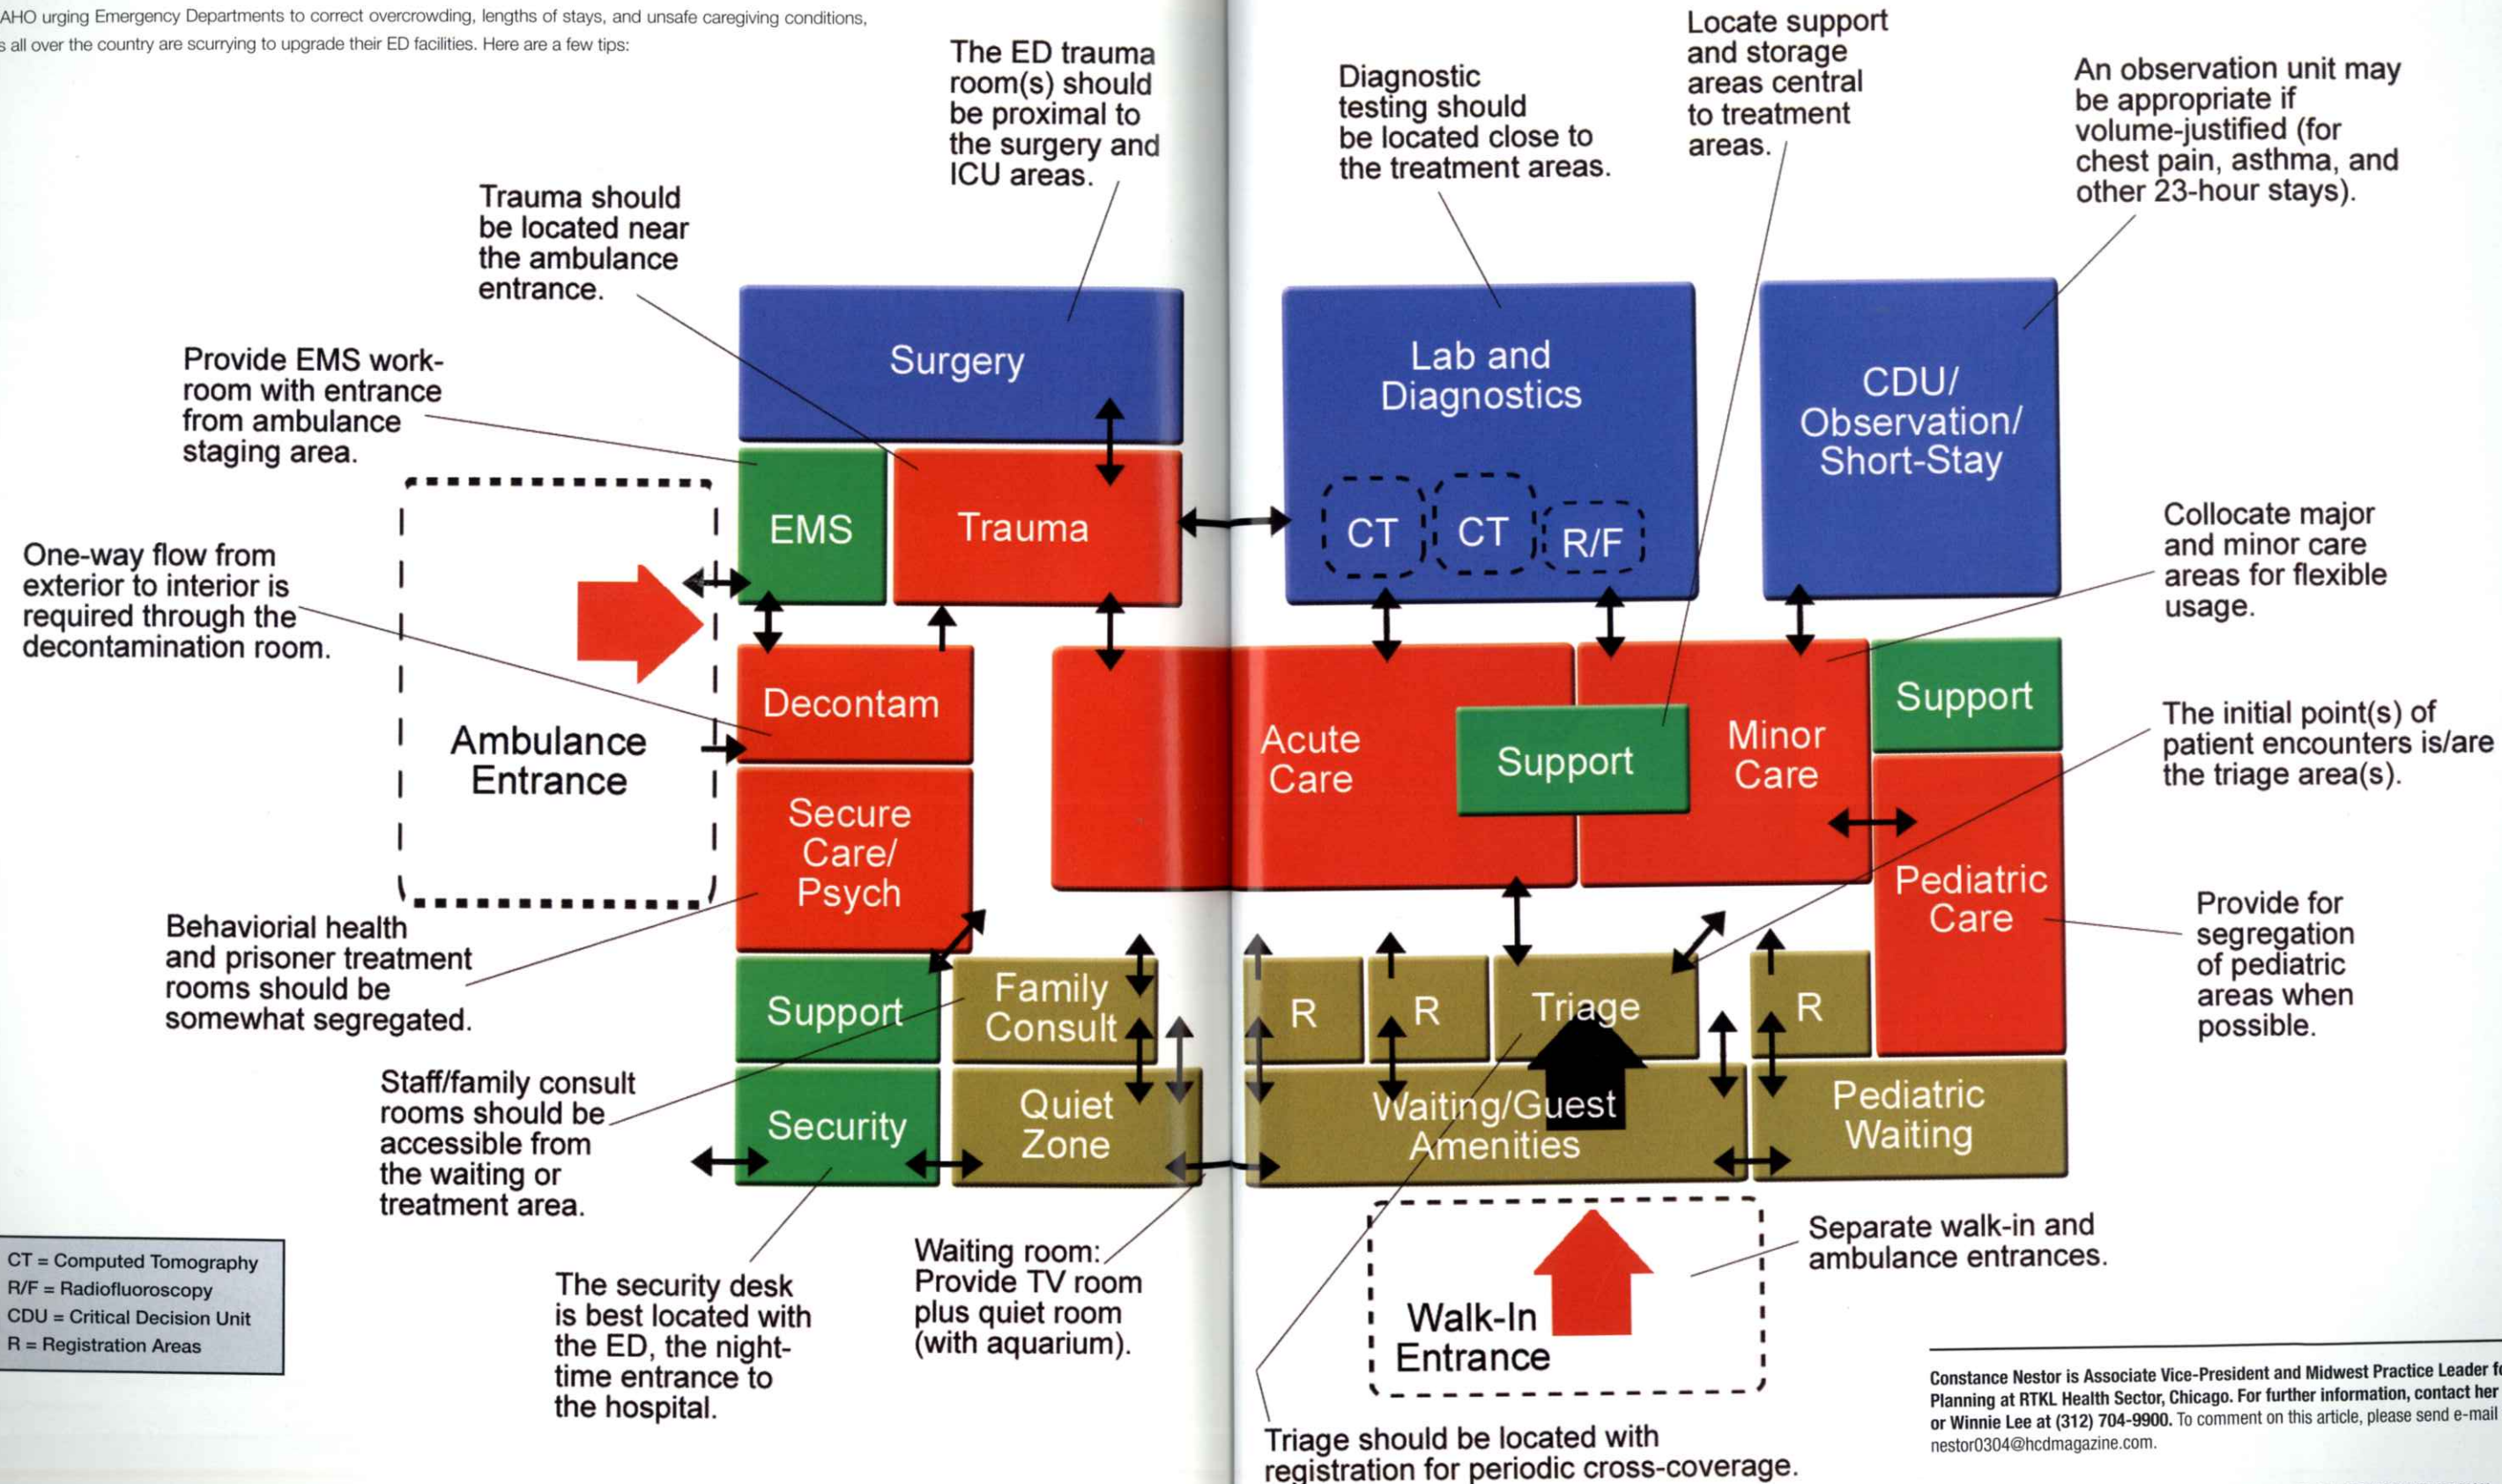 AHO urging Emergency Departments to correct overcrowding, lengths of stays, and unsafe caregiving conditions,
s all over the country are scurrying to upgrade their ED facilities. Here are a few tips:
The ED trauma
room(s) should
be proximal to
the surgery and
ICU areas.
Diagnostic
testing should
be located close to
the treatment areas.
Locate support
and storage
areas central
to treatment
areas.
An observation unit may
be appropriate if
volume-justified (for
chest pain, asthma, and
other 23-hour stays).
Trauma should
be located near
the ambulance
entrance.
Provide EMS work-
room with entrance
from ambulance
staging area.
One-way flow from
exterior to interior is
required through the
decontamination room.
Ambulance
Entrance
Surgery
EMS
Trauma
Lab and
Diagnostics
CT
CT
R/F
CDU/
Observation/
Short-Stay
Collocate major
and minor care
areas for flexible
usage.
Decontam
Secure
Care/
Psych
Acute
Care
Support
Minor
Care
Support
Pediatric
Care
The initial point(s) of
patient encounters is/are
the triage area(s).
Provide for
segregation
of pediatric
areas when
possible.
Behaviorial health
and prisoner treatment
rooms should be
somewhat segregated.
Support
Family
Consult
R
R
Triage
R
Staff/family consult
rooms should be
accessible from
the waiting or
treatment area.
Security
Quiet
Zone
Waiting/Guest
Amenities
Pediatric
Waiting
CT = Computed Tomography
R/F = Radiofluoroscopy
CDU = Critical Decision Unit
R = Registration Areas
The security desk
is best located with
the ED, the night-
time entrance to
the hospital.
Waiting room:
Provide TV room
plus quiet room
(with aquarium).
Walk-In
Entrance
Separate walk-in and
ambulance entrances.
Triage should be located with
registration for periodic cross-coverage.
Constance Nestor is Associate Vice-President and Midwest Practice Leader
Planning at RTKL Health Sector, Chicago. For further information, contact her
or Winnie Lee at (312) 704-9900. To comment on this article, please send e-mail
nestor0304@hcdmagazine.com.